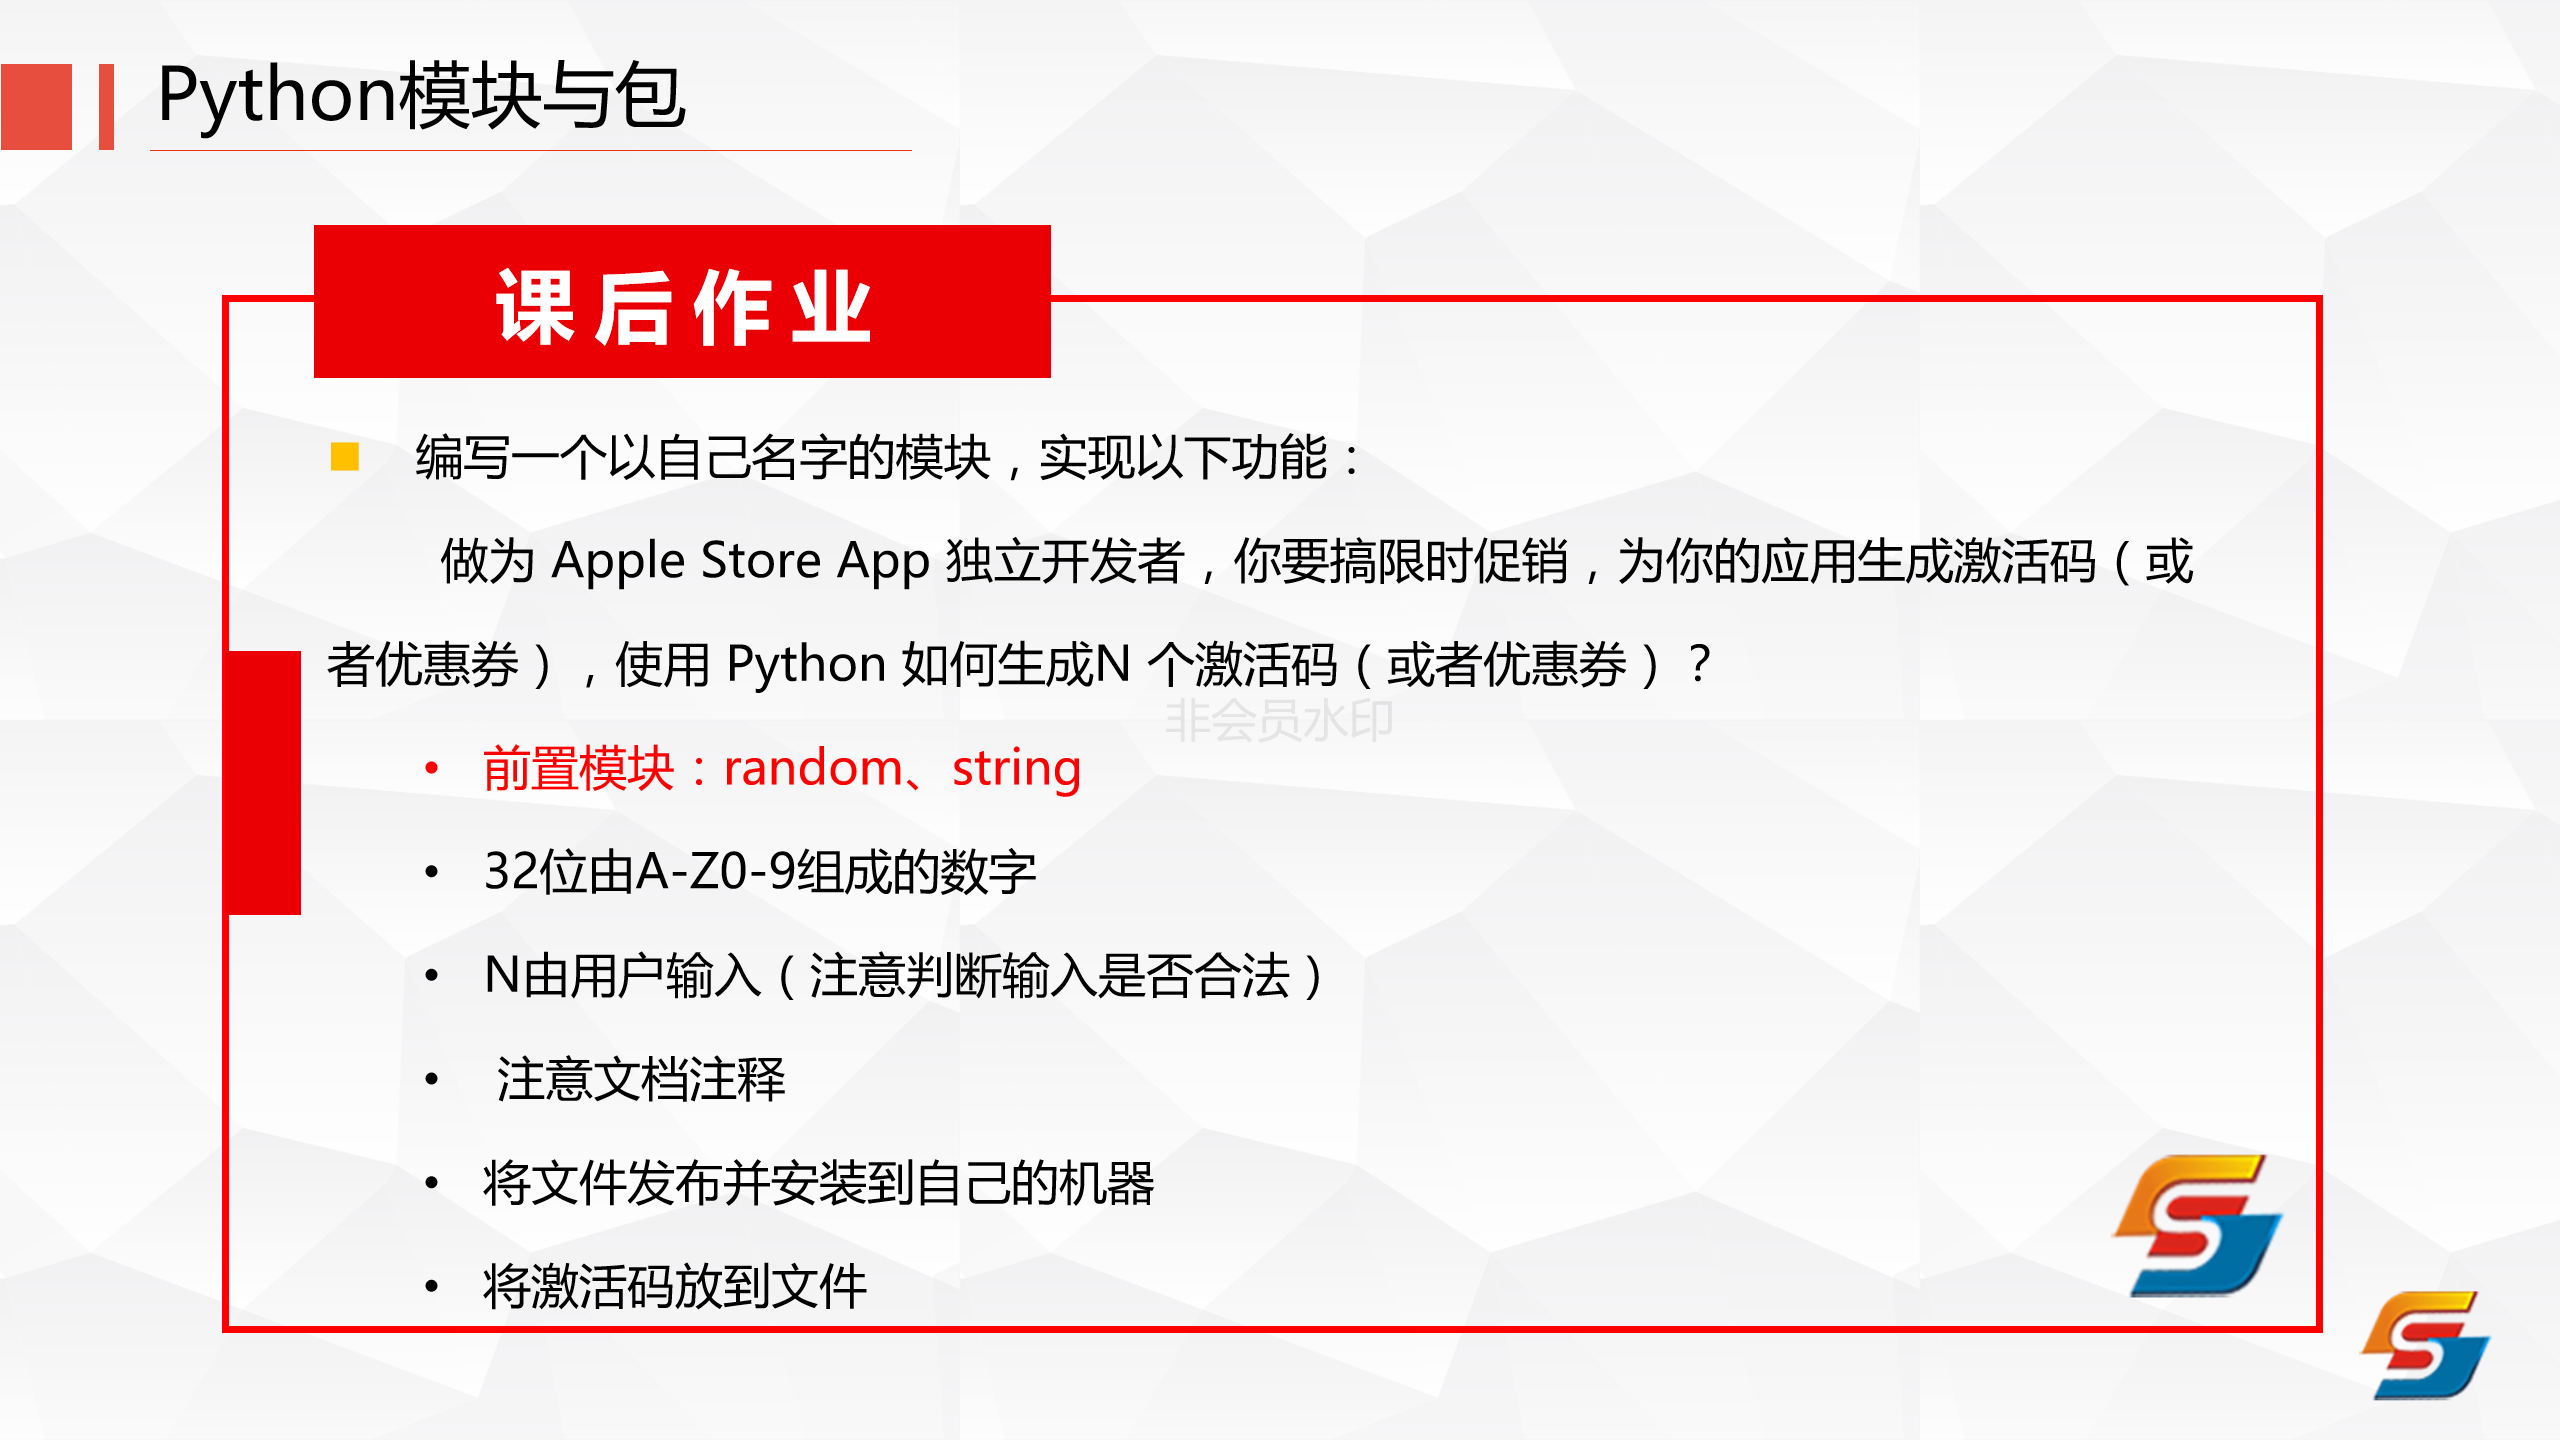 Python模块与包
课后作业
编写一个以自己名字的模块，实现以下功能：
做为 Apple Store App 独立开发者，你要搞限时促销，为你的应用生成激活码（或
者优惠券），使用 Python 如何生成N 个激活码（或者优惠券）？
非会员水印
• 前置模块：random、string
• 32位由A-Z0-9组成的数字
• N由用户输入（注意判断输入是否合法）
• 注意文档注释
• 将文件发布并安装到自己的机器
• 将激活码放到文件